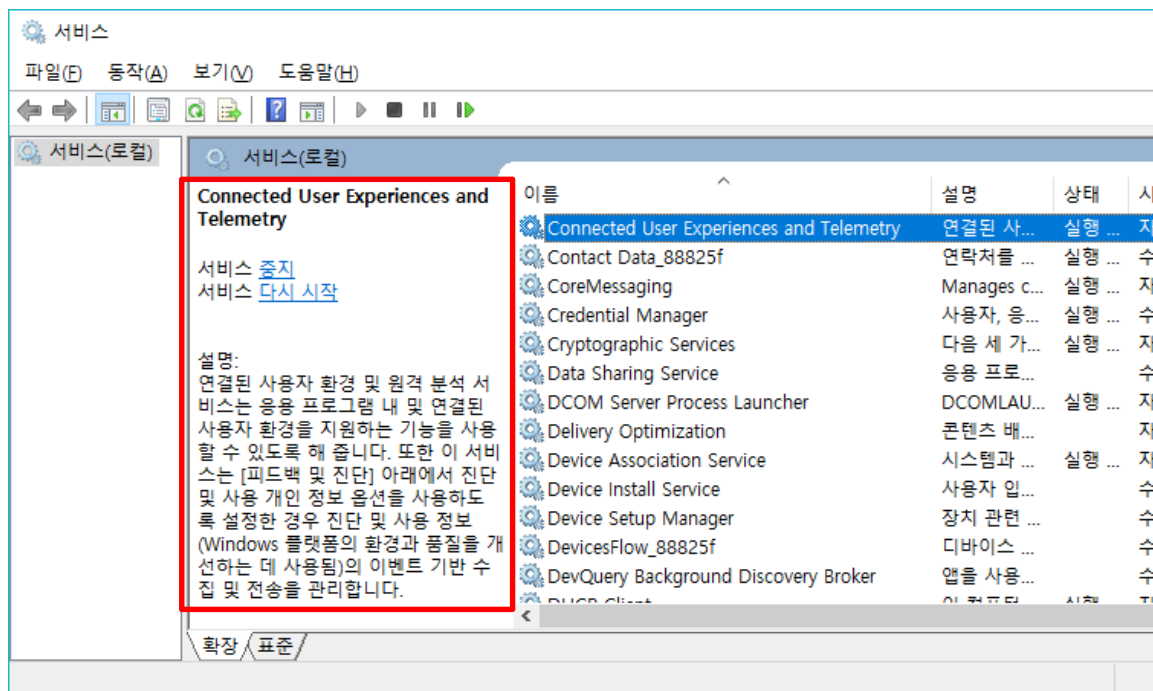 서비스
파일(F) 동작(A) 보기(V) 도움말(H)
서비스(로컬)
서비스(로컬)
Connected User Experiences and
Telemetry
서비스 중지
서비스 다시 시작
설명:
연결된 사용자 환경 및 원격 분석 서
비스는 응용 프로그램 내 및 연결된
사용자 환경을 지원하는 기능을 사용
할 수 있도록 해 줍니다. 또한 이 서비
스는 [피드백 및 진단] 아래에서 진단
및 사용 개인 정보 옵션을 사용하도
록 설정한 경우 진단 및 사용 정보
(Windows 플랫폼의 환경과 품질을 개
선하는 데 사용됨)의 이벤트 기반 수
집 및 전송을 관리합니다.
이름 설명 상태
Connected User Experiences and Telemetry 연결된 사... 실행 ...
Contact Data_88825f 연락처를 ... 실행 ...
CoreMessaging Manages c... 실행 ...
Credential Manager 사용자, 응... 실행 ...
Cryptographic Services 다음 세 가... 실행 ...
Data Sharing Service 응용 프로...
DCOM Server Process Launcher DCOMLAU... 실행 ...
Delivery Optimization 콘텐츠 배...
Device Association Service 시스템과 ... 실행 ...
Device Install Service 사용자 입...
Device Setup Manager 장치 관련 ...
DevicesFlow_88825f 디바이스 ...
DevQuery Background Discovery Broker 앱을 사용...
확장 표준